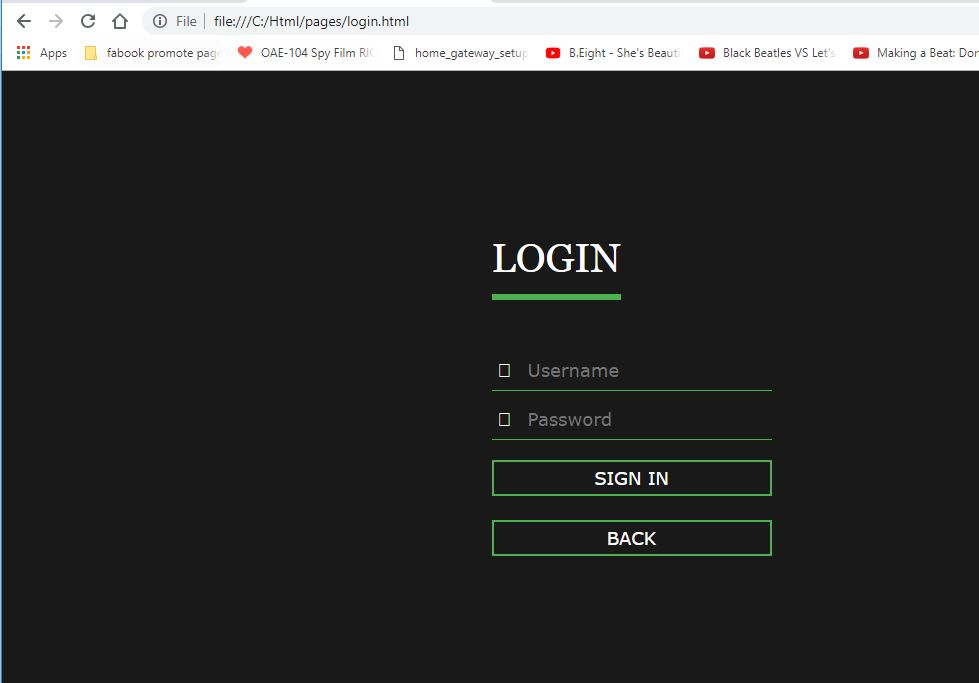 File file:///C:/Html/pages/login.html
Apps fabook promote page OAE-104 Spy Film RIC home_gateway_setup B.Eight - She's Beauti Black Beatles VS Let's Making a Beat: Don
LOGIN
Username
Password
SIGN IN
BACK